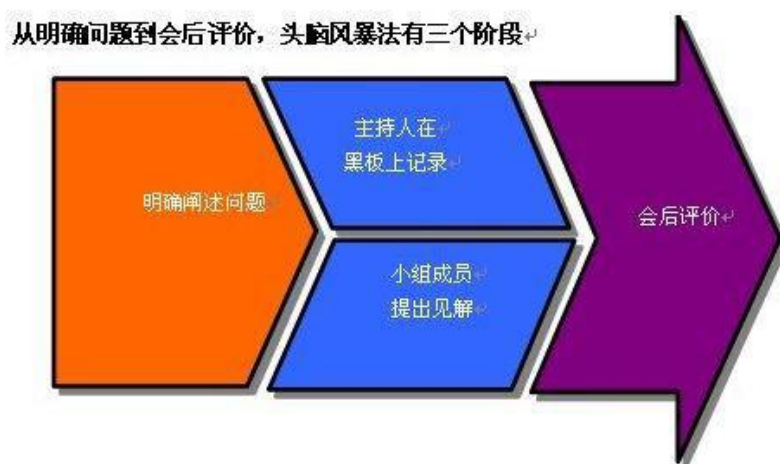 从明确问题到会后评价，头脑风暴法有三个阶段
明确阐述问题
主持人在
黑板上记录
小组成员
提出见解
会后评价